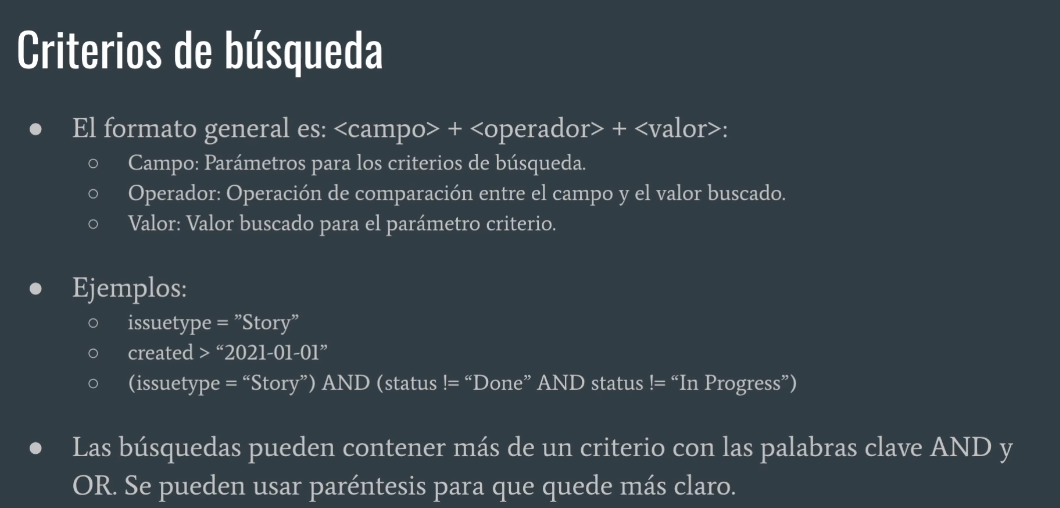 Criterios de búsqueda
● El formato general es: <campo> + <operador> + <valor>:
○ Campo: Parámetros para los criterios de búsqueda.
○ Operador: Operación de comparación entre el campo y el valor buscado.
○ Valor: Valor buscado para el parámetro criterio.
● Ejemplos:
○ issuetype = ”Story”
○ created > “2021-01-01”
○ (issuetype = “Story”) AND (status != “Done” AND status != “In Progress”)
● Las búsquedas pueden contener más de un criterio con las palabras clave AND y
OR. Se pueden usar paréntesis para que quede más claro.